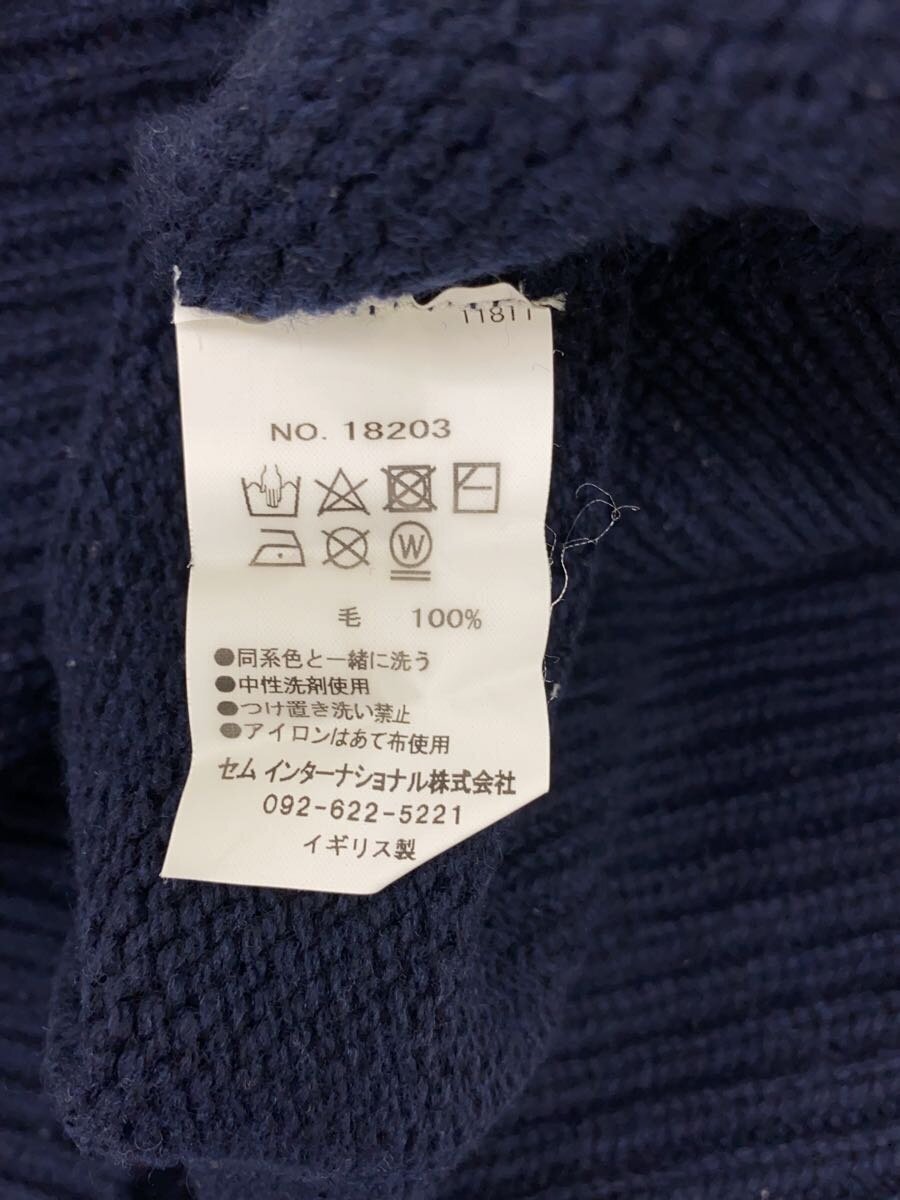 11811
NO. 18203
W
毛 100%
●同系色と一緒に洗う
●中性洗剤使用
●つけ置き洗い禁止
●アイロンはあて布使用
セム インターナショナル株式会社
092-622-5221
イギリス製